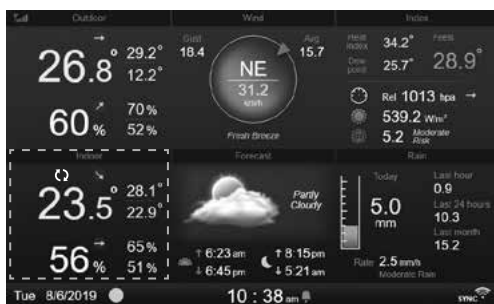 Outdoor
26.8° 29.2° 12.2°
60% 70% 52%
Wind
Gust 18.4
Avg 15.7
NE
31.2
km/h
Fresh Breeze
Index
Heat index 34.2°
Dew point 25.7°
Feels 28.9°
Rel 1013 hpa
539.2 W/m²
5.2 Moderate Risk
Indoor
23.5° 28.1° 22.9°
56% 65% 51%
Forecast
Partly Cloudy
↑ 6:23 am
↓ 6:45 pm
↑ 8:15pm
↓ 5:21 am
Rain
Today
5.0
mm
Last hour
0.9
Last 24 hours
10.3
Last month
15.2
Rate 2.5 mm/h
Moderate Rain
Tue 8/6/2019
10 : 38 am
SYNC